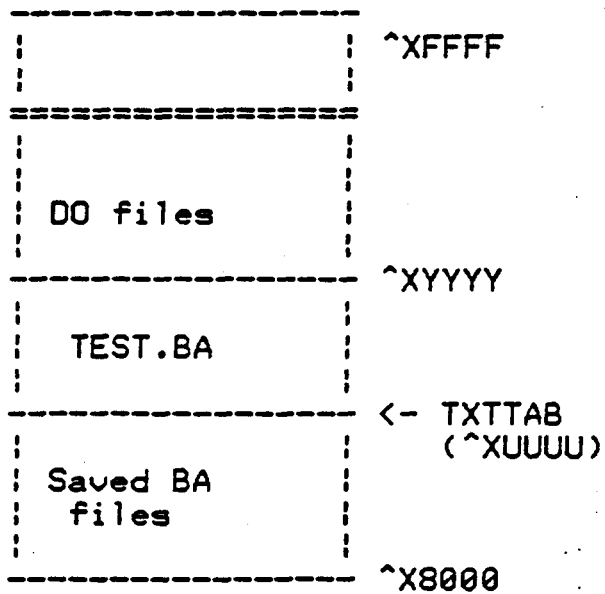 ^XFFFF
DO files
^XYYYY
TEST.BA
<- TXTTAB
(^XUUUU)
Saved BA
files
^X8000